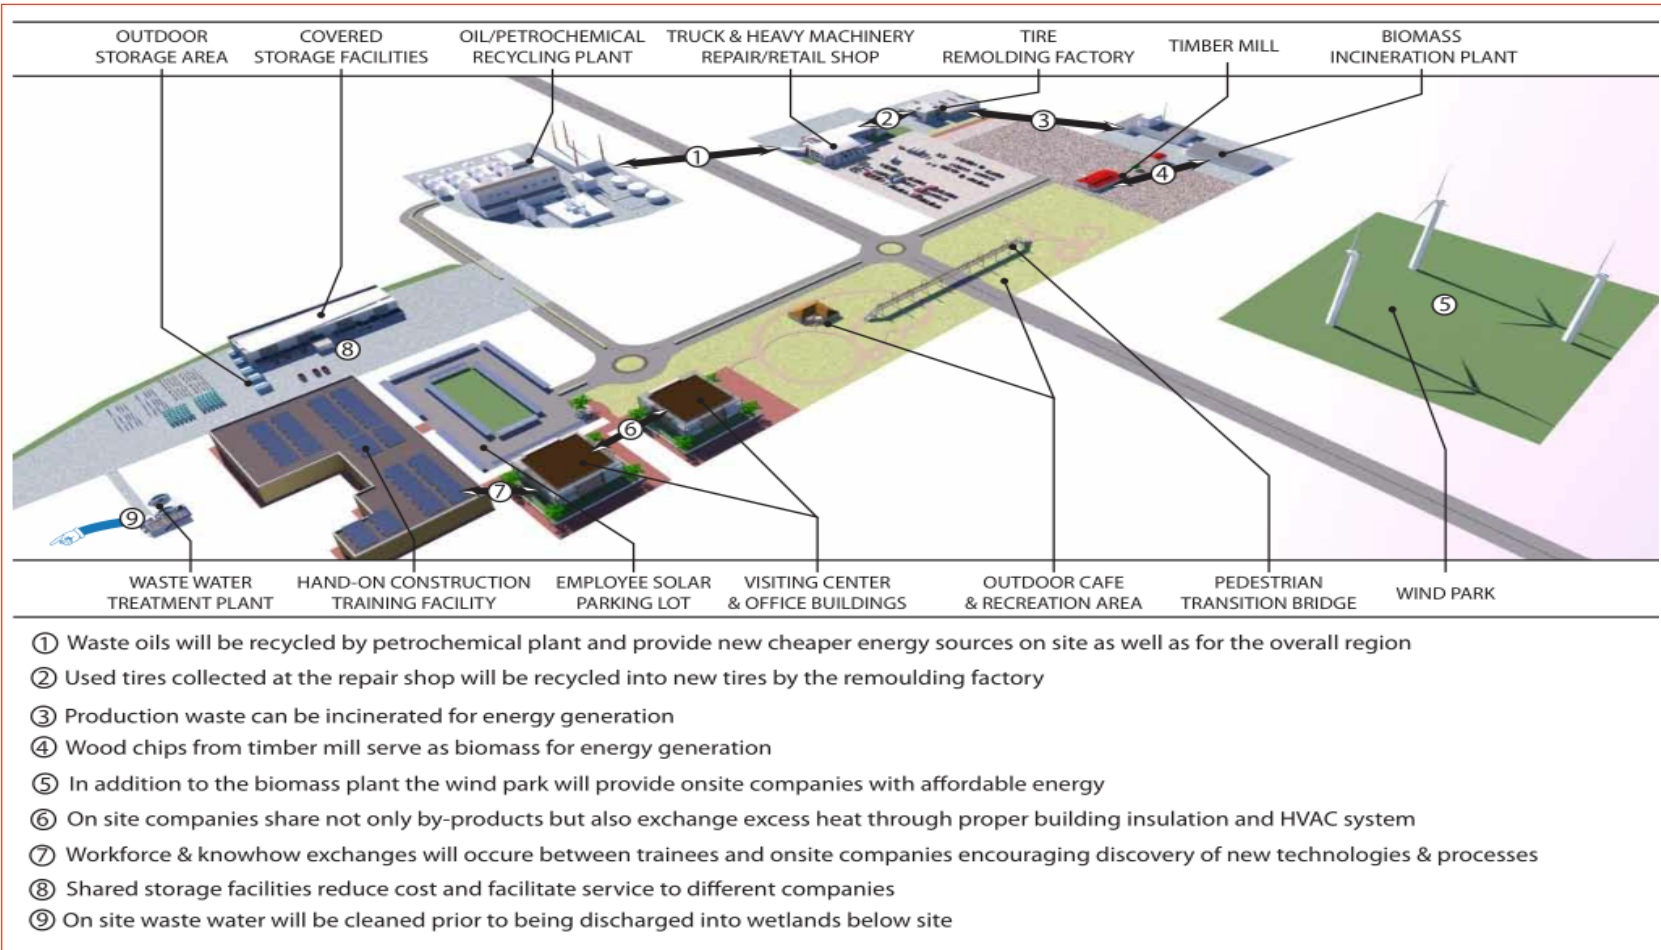 OUTDOOR
STORAGE AREA
COVERED
STORAGE FACILITIES
OIL/PETROCHEMICAL
RECYCLING PLANT
TRUCK & HEAVY MACHINERY
REPAIR/RETAIL SHOP
TIRE
REMOLDING FACTORY
TIMBER MILL
BIOMASS
INCINERATION PLANT
2
3
1
4
5
8
6
7
9
WASTE WATER
TREATMENT PLANT
HAND-ON CONSTRUCTION
TRAINING FACILITY
EMPLOYEE SOLAR
PARKING LOT
VISITING CENTER
& OFFICE BUILDINGS
OUTDOOR CAFE
& RECREATION AREA
PEDESTRIAN
TRANSITION BRIDGE
WIND PARK
1 Waste oils will be recycled by petrochemical plant and provide new cheaper energy sources on site as well as for the overall region
2 Used tires collected at the repair shop will be recycled into new tires by the remoulding factory
3 Production waste can be incinerated for energy generation
4 Wood chips from timber mill serve as biomass for energy generation
5 In addition to the biomass plant the wind park will provide onsite companies with affordable energy
6 On site companies share not only by-products but also exchange excess heat through proper building insulation and HVAC system
7 Workforce & knowhow exchanges will occure between trainees and onsite companies encouraging discovery of new technologies & processes
8 Shared storage facilities reduce cost and facilitate service to different companies
9 On site waste water will be cleaned prior to being discharged into wetlands below site